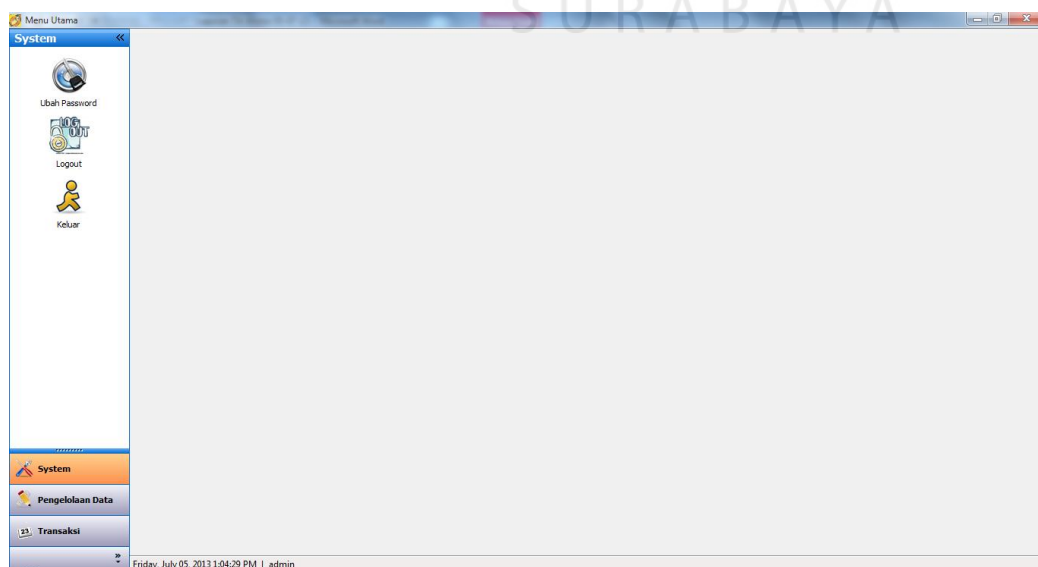 SURABAYA
Menu Utama
System
Ubah Password
LOG OUT
Logout
Keluar
System
Pengelolaan Data
23 Transaksi
Friday, July 05, 2013 1:04:29 PM | admin